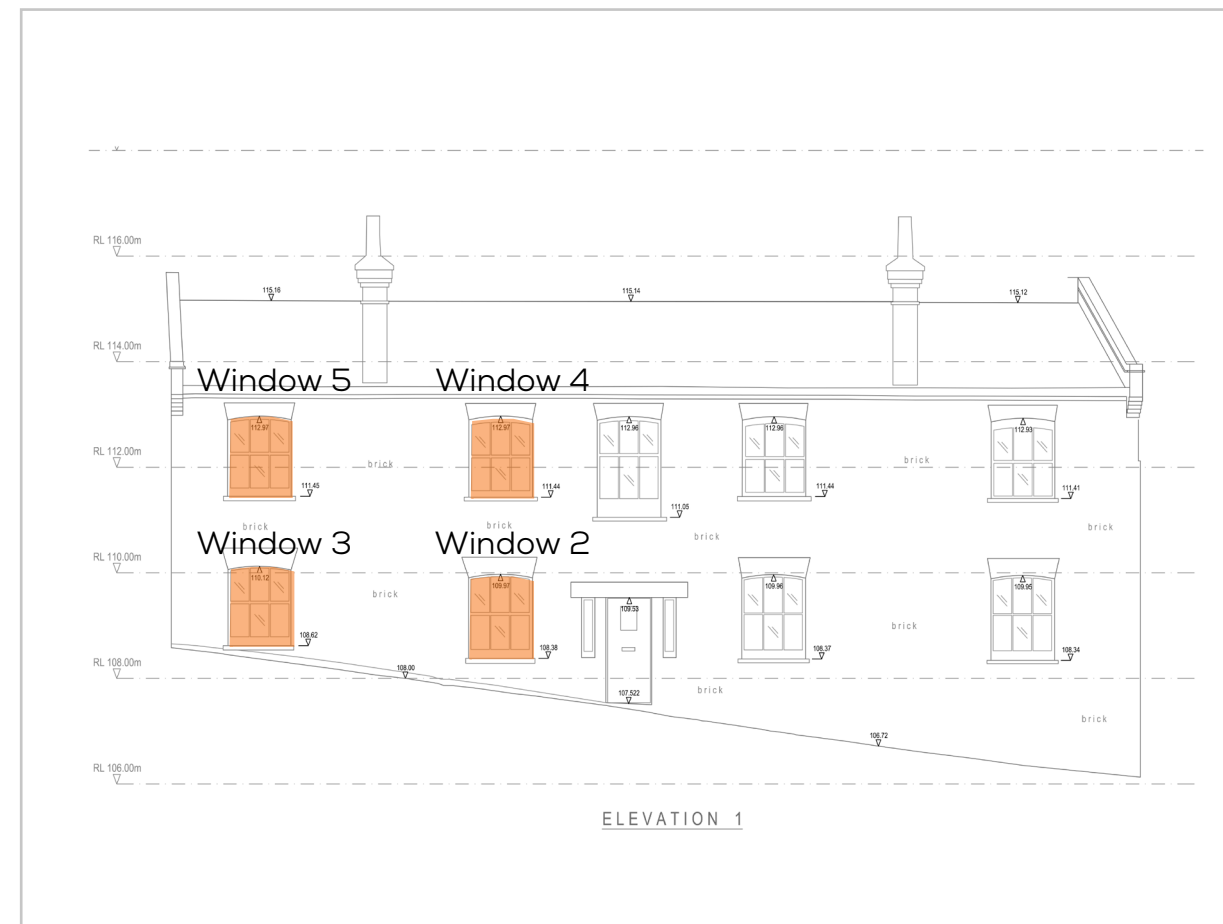 RL 116.00m
115.16
115.14
115.12
RL 114.00m
Window 5
Window 4
112.97
112.97
112.96
112.96
112.93
RL 112.00m
brick
brick
111.45
111.44
111.44
111.41
111.05
brick
brick
brick
brick
Window 3
Window 2
RL 110.00m
110.12
109.97
109.96
109.95
brick
109.53
brick
108.62
108.38
108.37
108.34
RL 108.00m
108.00
brick
107.522
brick
106.72
RL 106.00m
ELEVATION 1